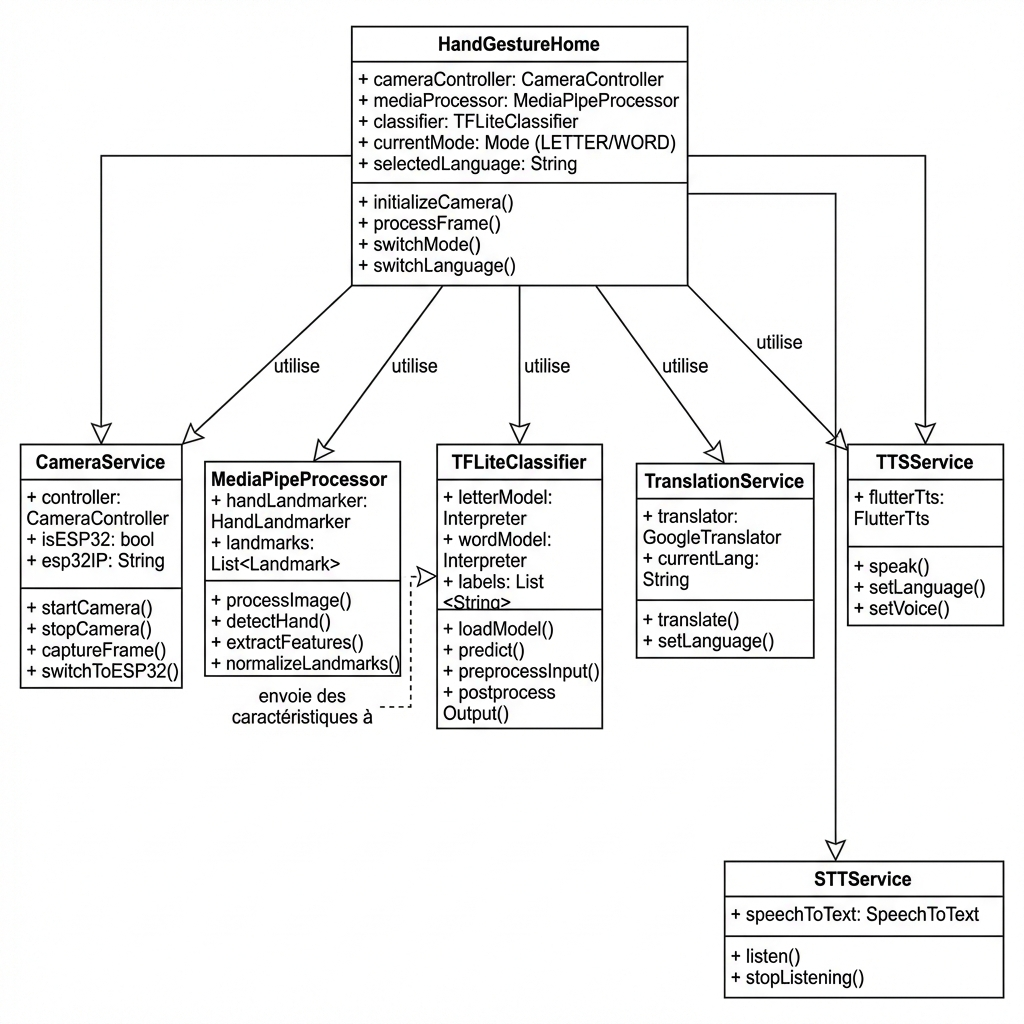 HandGestureHome
+ cameraController: CameraController
+ mediaProcessor: MediaPIpeProcessor
+ classifier: TFLiteClassifier
+ currentMode: Mode (LETTER/WORD)
+ selectedLanguage: String
+ initializeCamera()
+ processFrame()
+ switchMode()
+ switchLanguage()
utilise
utilise
utilise
utilise
utilise
CameraService
+ controller:
CameraController
+ isESP32: bool
+ esp32IP: String
+ startCamera()
+ stopCamera()
+ captureFrame()
+ switchToESP32()
MediaPipeProcessor
+ handLandmarker:
HandLandmarker
+ landmarks:
List<Landmark>
+ processImage()
+ detectHand()
+ extractFeatures()
+ normalizeLandmarks()
envoie des
caractéristiques à
TFLiteClassifier
+ letterModel:
Interpreter
+ wordModel:
Interpreter
+ labels: List
<String>
+ loadModel()
+ predict()
+ preprocessInput()
+ postprocess
Output()
TranslationService
+ translator:
GoogleTranslator
+ currentLang:
String
+ translate()
+ setLanguage()
TTSService
+ flutterTts:
FlutterTts
+ speak()
+ setLanguage()
+ setVoice()
STTService
+ speechToText: SpeechToText
+ listen()
+ stopListening()